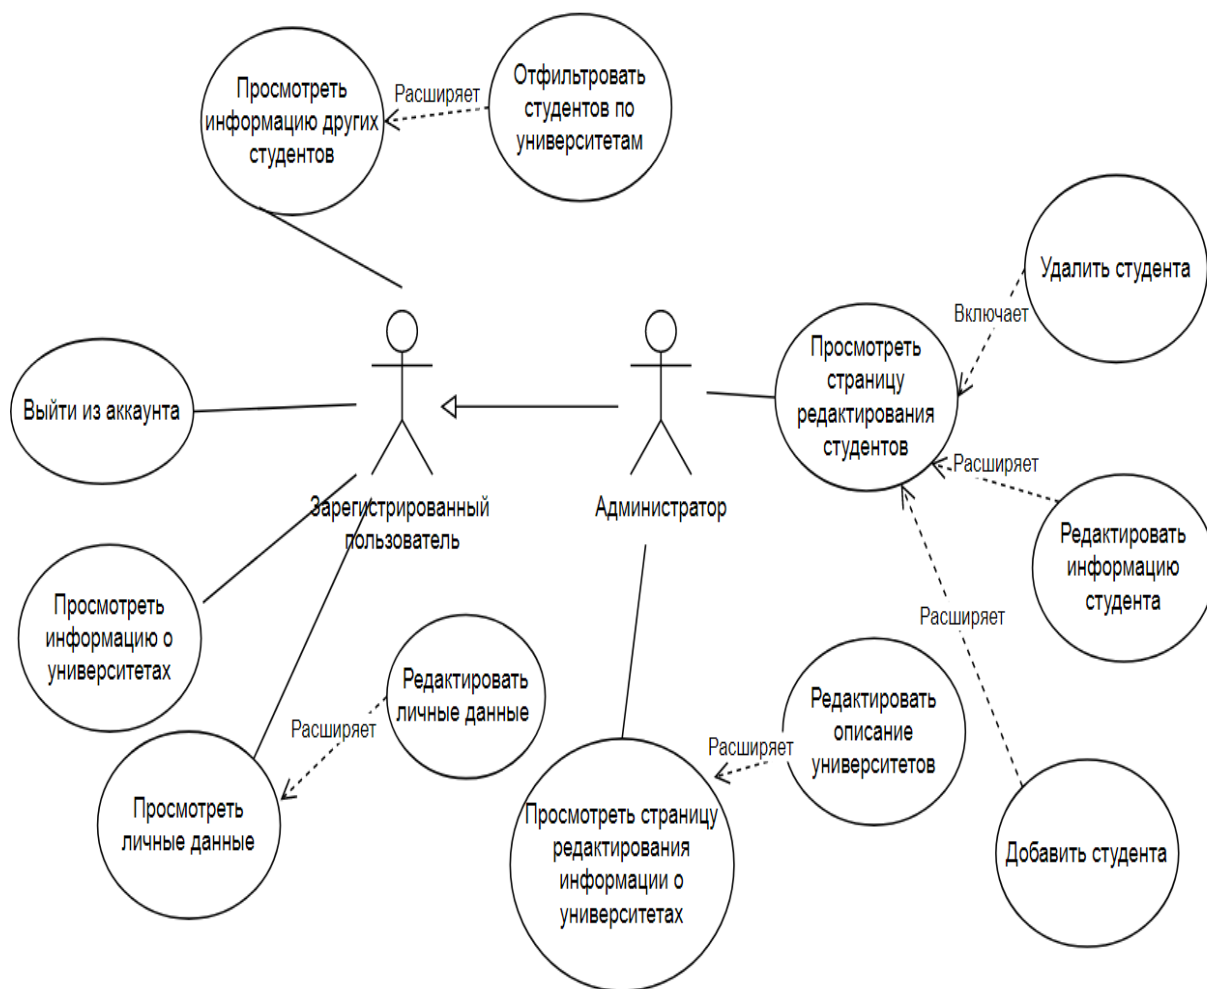 Просмотреть
информацию других
студентов
Расширяет
Отфильтровать
студентов по
университетам
Удалить студента
Включает
Просмотреть
страницу
редактирования
студентов
Выйти из аккаунта
Расширяет
Зарегистрированный
пользователь
Администратор
Редактировать
информацию
студента
Просмотреть
информацию о
университетах
Расширяет
Редактировать
личные данные
Расширяет
Редактировать
описание
университетов
Расширяет
Просмотреть
личные данные
Просмотреть страницу
редактирования
информации о
университетах
Добавить студента